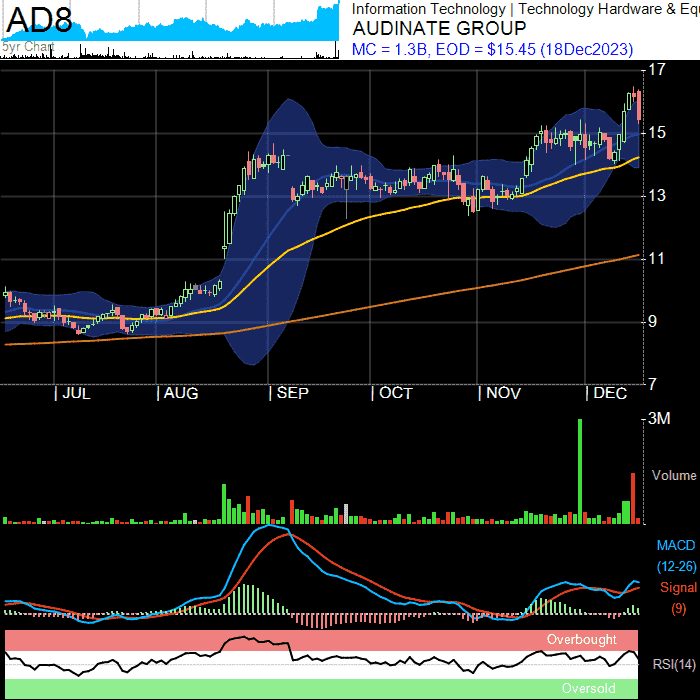 AD8
5yr Chart
Information Technology | Technology Hardware & Equ
AUDINATE GROUP
MC = 1.3B, EOD = $15.45 (18Dec2023)
17
15
13
11
9
7
| JUL | AUG | SEP | OCT | NOV | DEC
3M
Volume
MACD
(12-26)
Signal
(9)
Overbought
RSI(14)
Oversold